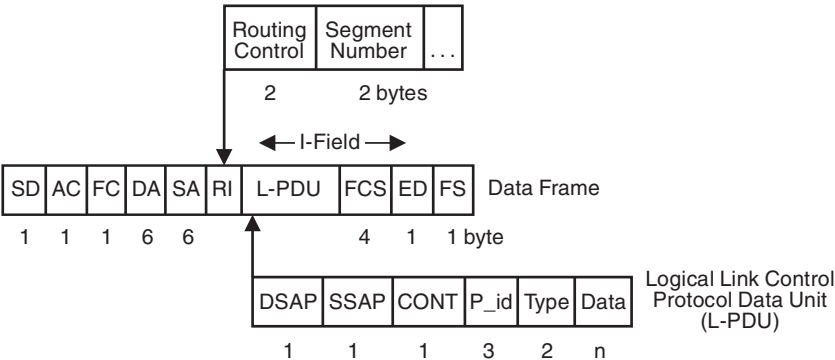 Routing Control Segment Number ...
2 2 bytes
I-Field
SD AC FC DA SA RI L-PDU FCS ED FS Data Frame
1 1 1 6 6 4 1 1 byte
DSAP SSAP CONT P_id Type Data
Logical Link Control
Protocol Data Unit
(L-PDU)
1 1 1 3 2 n